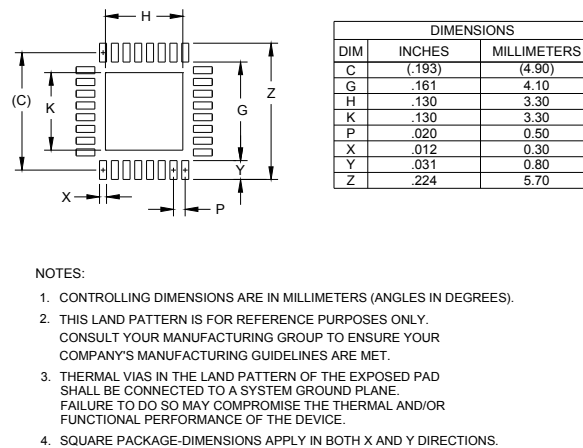 H
(C)
K
G
Z
Y
X
P
DIMENSIONS
DIM INCHES MILLIMETERS
C (.193) (4.90)
G .161 4.10
H .130 3.30
K .130 3.30
P .020 0.50
X .012 0.30
Y .031 0.80
Z .224 5.70
NOTES:
1. CONTROLLING DIMENSIONS ARE IN MILLIMETERS (ANGLES IN DEGREES).
2. THIS LAND PATTERN IS FOR REFERENCE PURPOSES ONLY.
CONSULT YOUR MANUFACTURING GROUP TO ENSURE YOUR
COMPANY'S MANUFACTURING GUIDELINES ARE MET.
3. THERMAL VIAS IN THE LAND PATTERN OF THE EXPOSED PAD
SHALL BE CONNECTED TO A SYSTEM GROUND PLANE.
FAILURE TO DO SO MAY COMPROMISE THE THERMAL AND/OR
FUNCTIONAL PERFORMANCE OF THE DEVICE.
4. SQUARE PACKAGE-DIMENSIONS APPLY IN BOTH X AND Y DIRECTIONS.